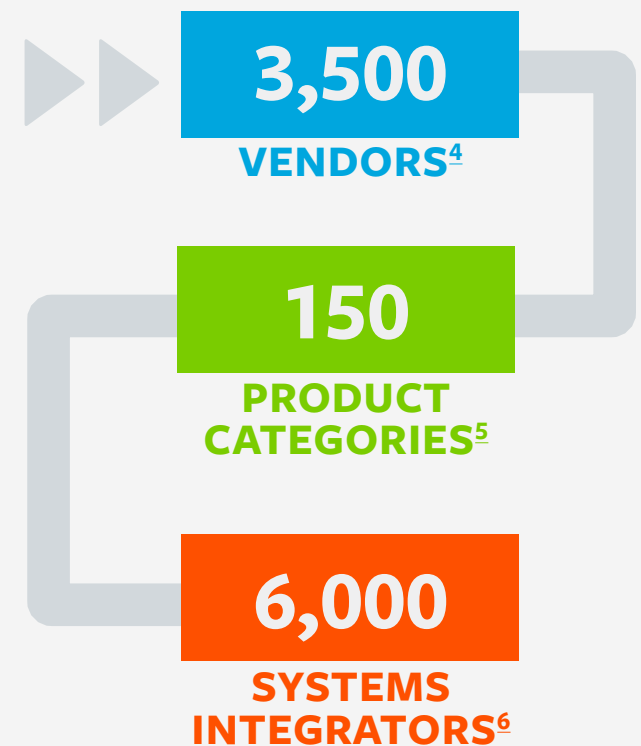 3,500
VENDORS⁴
150
PRODUCT
CATEGORIES⁵
6,000
SYSTEMS
INTEGRATORS⁶